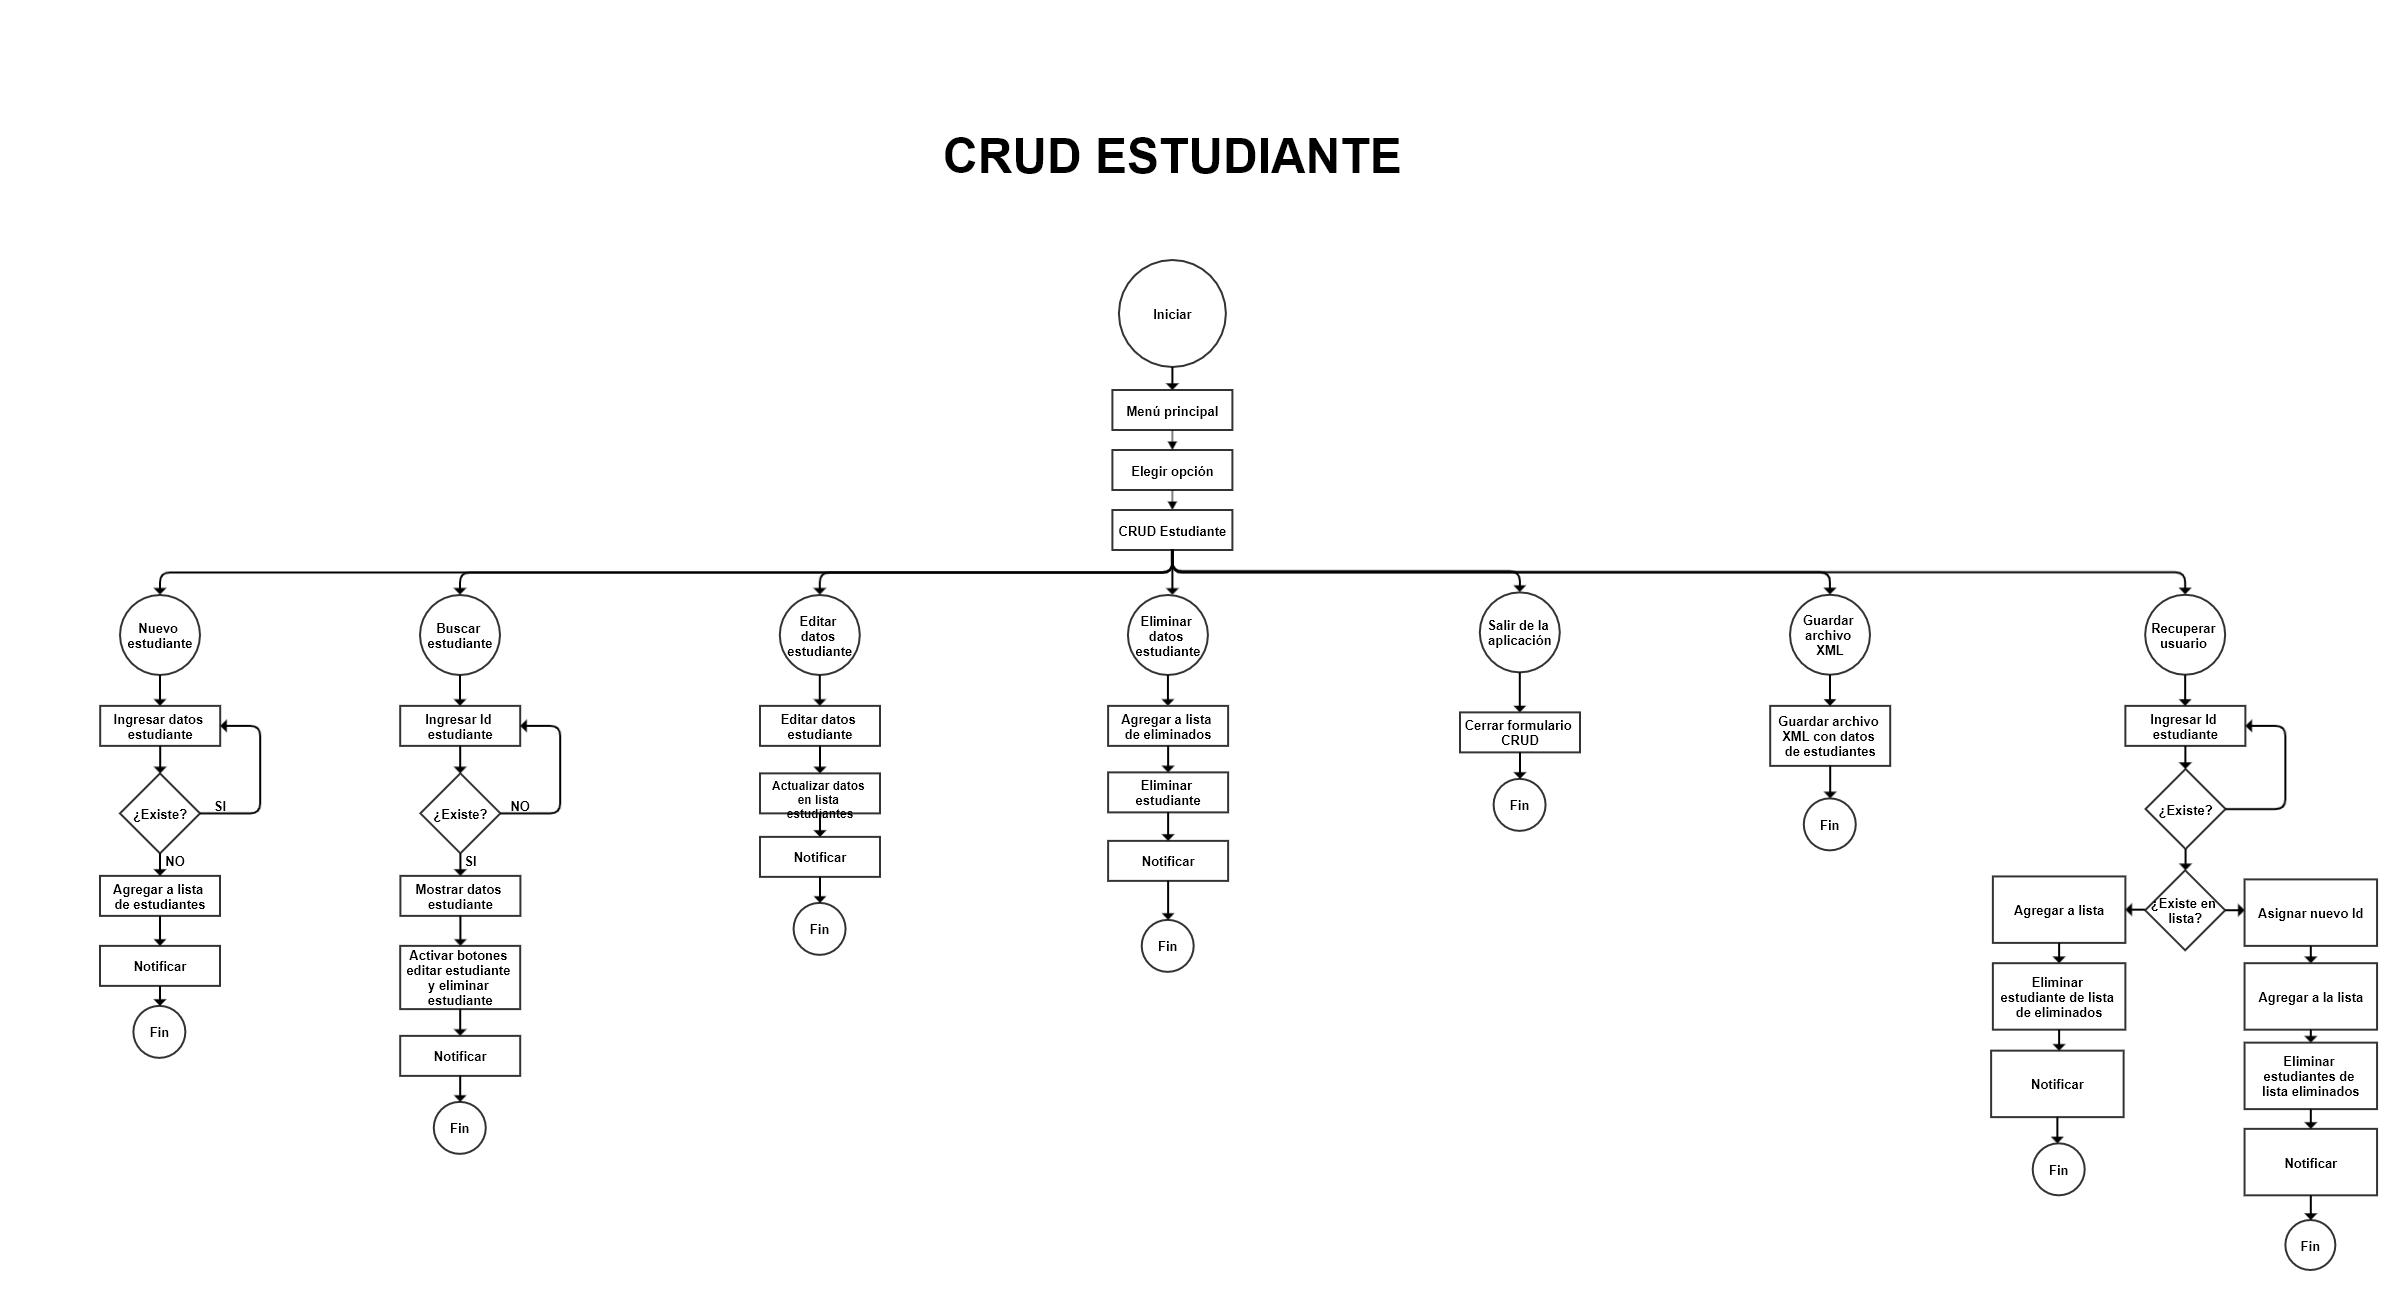 CRUD ESTUDIANTE
Iniciar
Menú principal
Elegir opción
CRUD Estudiante
Nuevo
estudiante
Ingresar datos
estudiante
¿Existe?
SI
NO
Agregar a lista
de estudiantes
Notificar
Fin
Buscar
estudiante
Ingresar Id
estudiante
¿Existe?
NO
SI
Mostrar datos
estudiante
Activar botones
editar estudiante
y eliminar
estudiante
Notificar
Fin
Editar
datos
estudiante
Editar datos
estudiante
Actualizar datos
en lista
estudiantes
Notificar
Fin
Eliminar
datos
estudiante
Agregar a lista
de eliminados
Eliminar
estudiante
Notificar
Fin
Salir de la
aplicación
Cerrar formulario
CRUD
Fin
Guardar
archivo
XML
Guardar archivo
XML con datos
de estudiantes
Fin
Recuperar
usuario
Ingresar Id
estudiante
¿Existe?
¿Existe en
lista?
Agregar a lista
Eliminar
estudiante de lista
de eliminados
Notificar
Fin
Asignar nuevo Id
Agregar a la lista
Eliminar
estudiantes de
lista eliminados
Notificar
Fin